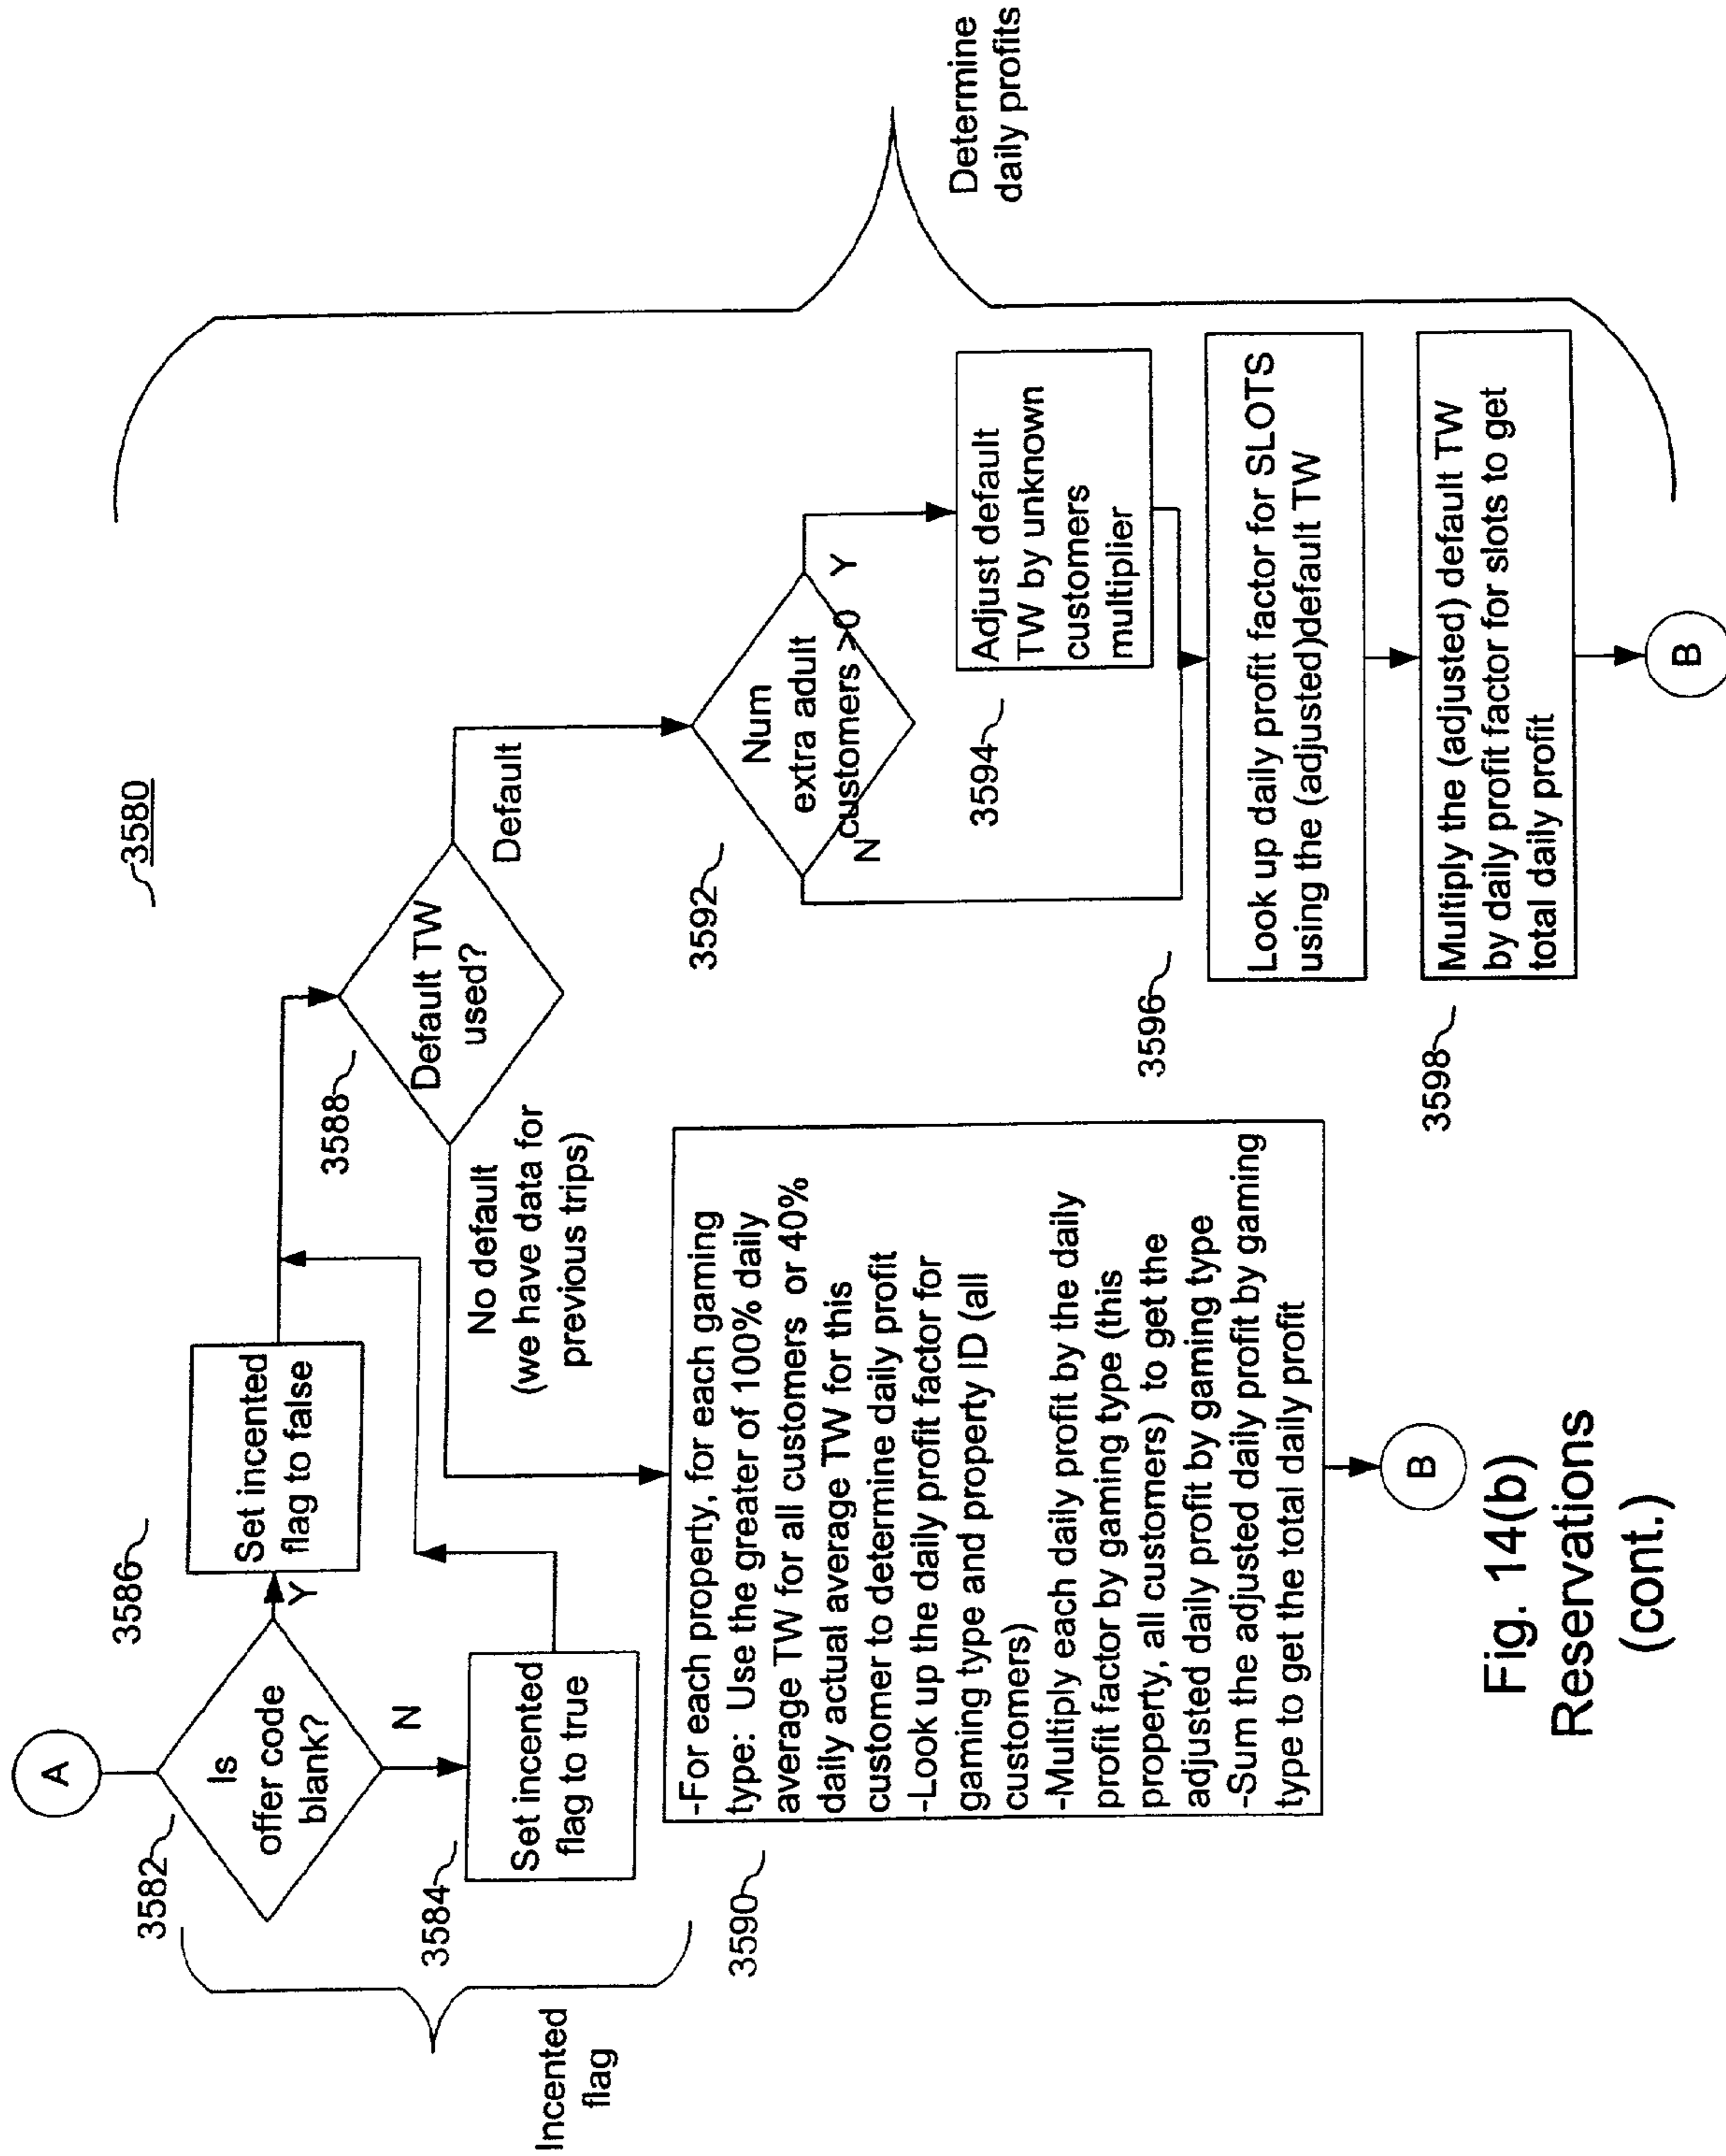 3580
A
3582
Is
offer code
blank?
Y
N
3586
Set incented
flag to false
3584
Set incented
flag to true
Incented
flag
3588
Default TW
used?
Default
No default
(we have data for
previous trips)
3590
-For each property, for each gaming
type: Use the greater of 100% daily
average TW for all customers or 40%
daily actual average TW for this
customer to determine daily profit
-Look up the daily profit factor for
gaming type and property ID (all
customers)
-Multiply each daily profit by the daily
profit factor by gaming type (this
property, all customers) to get the
adjusted daily profit by gaming type
-Sum the adjusted daily profit by gaming
type to get the total daily profit
B
3592
Num
extra adult
customers >0
Y
N
3594
Adjust default
TW by unknown
customers
multiplier
3596
Look up daily profit factor for SLOTS
using the (adjusted)default TW
3598
Multiply the (adjusted) default TW
by daily profit factor for slots to get
total daily profit
B
Determine
daily profits
Fig. 14(b)
Reservations
(cont.)